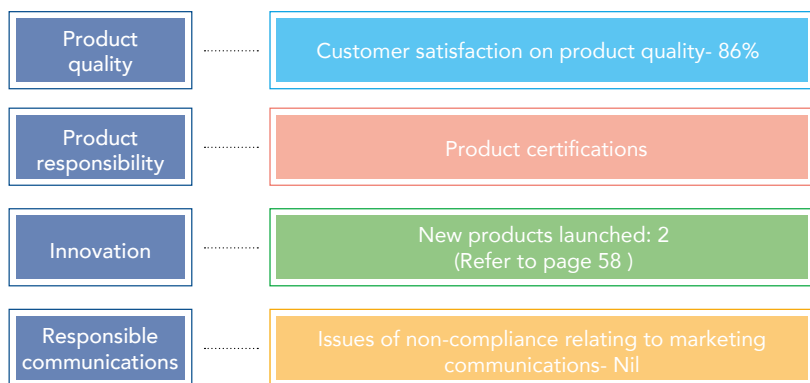 Product
quality
Customer satisfaction on product quality- 86%
Product
responsibility
Product certifications
Innovation
New products launched: 2
(Refer to page 58 )
Responsible
communications
Issues of non-compliance relating to marketing
communications- Nil